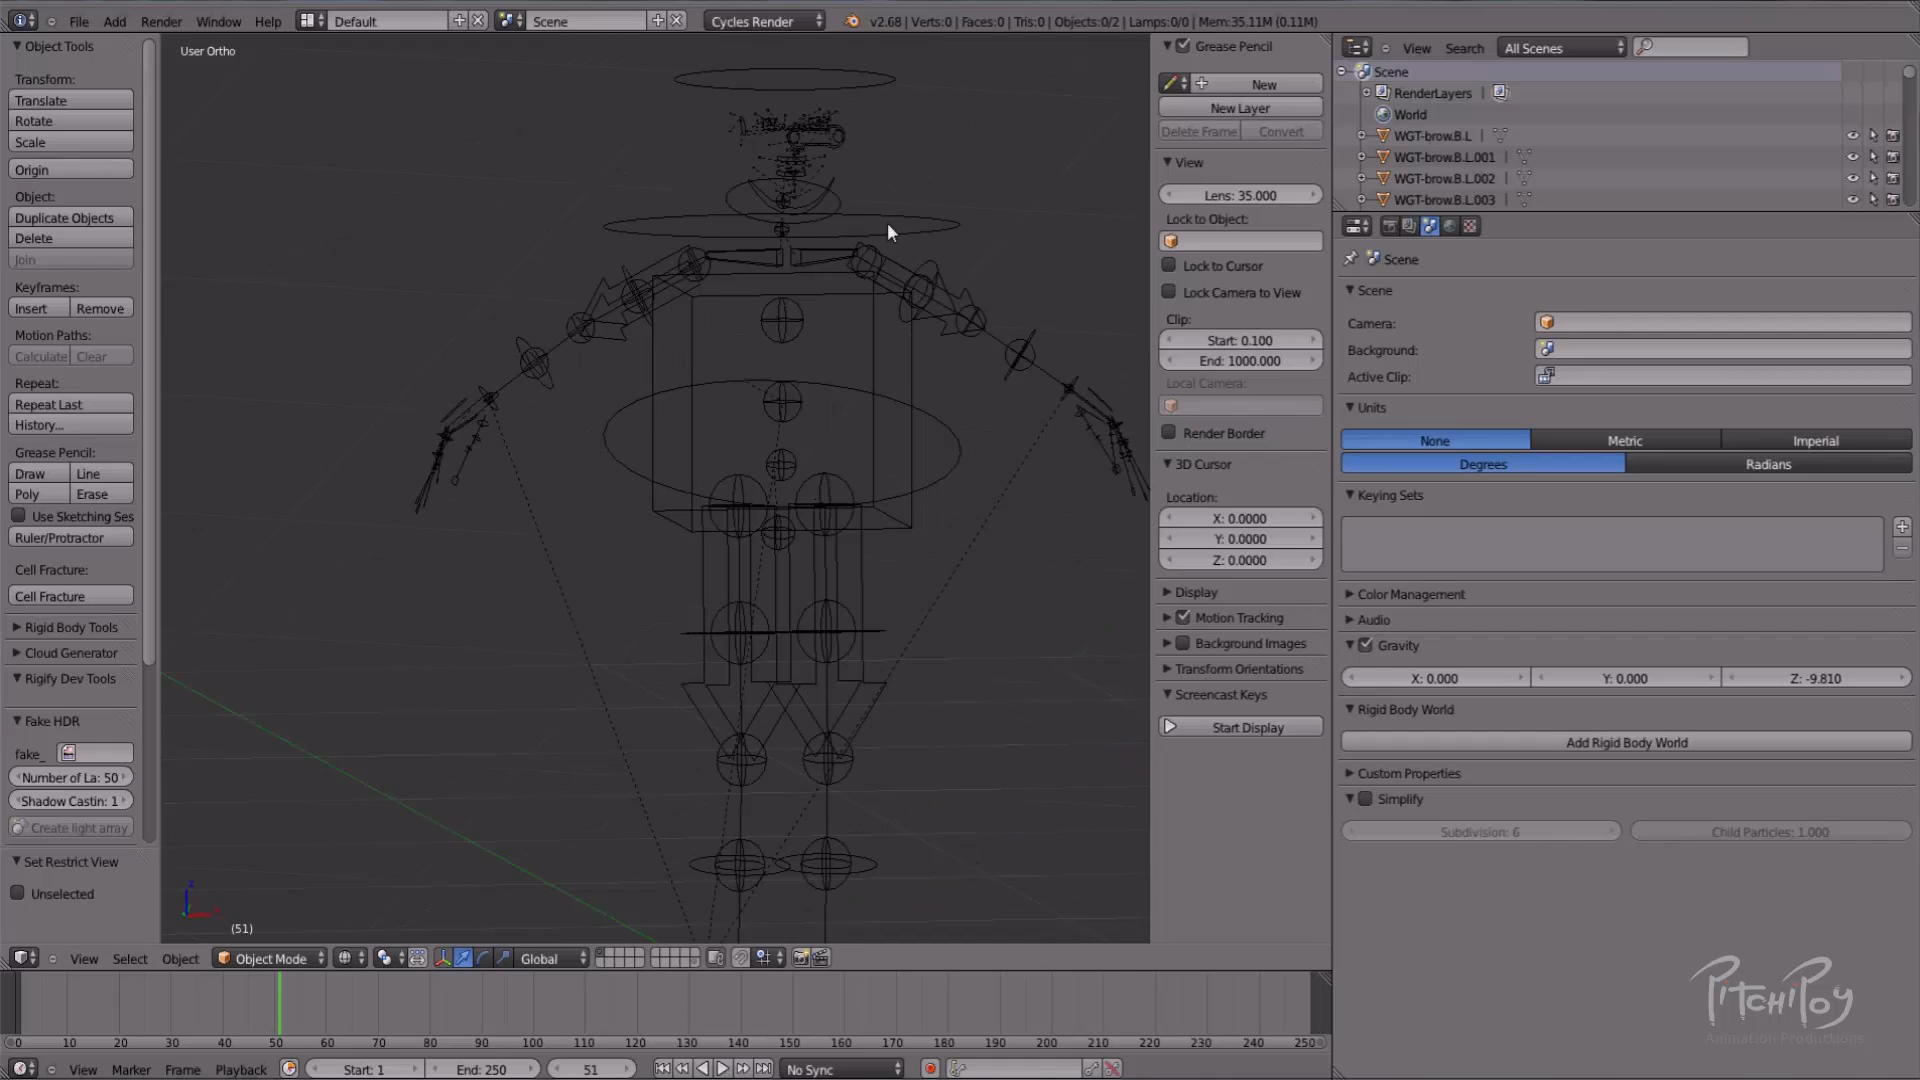 File Add Render Window Help Default Scene Cycles Render v2.68 | Verts:0 | Faces:0 | Tris:0 | Objects:0/2 | Lamps:0/0 | Mem:35.11M (0.11M)
Object Tools
Transform:
Translate
Rotate
Scale
Origin
Object:
Duplicate Objects
Delete
Join
Keyframes:
Insert Remove
Motion Paths:
Calculate Clear
Repeat:
Repeat Last
History...
Grease Pencil:
Draw Line
Poly Erase
Use Sketching Ses
Ruler/Protractor
Cell Fracture:
Cell Fracture
Rigid Body Tools
Cloud Generator
Rigify Dev Tools
Fake HDR
fake_
Number of La: 50
Shadow Castin: 1
Create light array
Set Restrict View
Unselected
User Ortho
(51)
Grease Pencil
New
New Layer
Delete Frame Convert
View
Lens: 35.000
Lock to Object:
Lock to Cursor
Lock Camera to View
Clip:
Start: 0.100
End: 1000.000
Local Camera:
Render Border
3D Cursor
Location:
X: 0.0000
Y: 0.0000
Z: 0.0000
Display
Motion Tracking
Background Images
Transform Orientations
Screencast Keys
Start Display
View Search All Scenes
Scene
RenderLayers |
World
WGT-brow.B.L |
WGT-brow.B.L.001 |
WGT-brow.B.L.002 |
WGT-brow.B.L.003 |
Scene
Scene
Camera:
Background:
Active Clip:
Units
None Metric Imperial
Degrees Radians
Keying Sets
Color Management
Audio
Gravity
X: 0.000 Y: 0.000 Z: -9.810
Rigid Body World
Add Rigid Body World
Custom Properties
Simplify
Subdivision: 6 Child Particles: 1.000
View Select Object Object Mode Global
0 10 20 30 40 50 60 70 80 90 100 110 120 130 140 150 160 170 180 190 200 210 220 230 240 250
View Marker Frame Playback Start: 1 End: 250 51 No Sync
PitchiPoy
Animation Productions